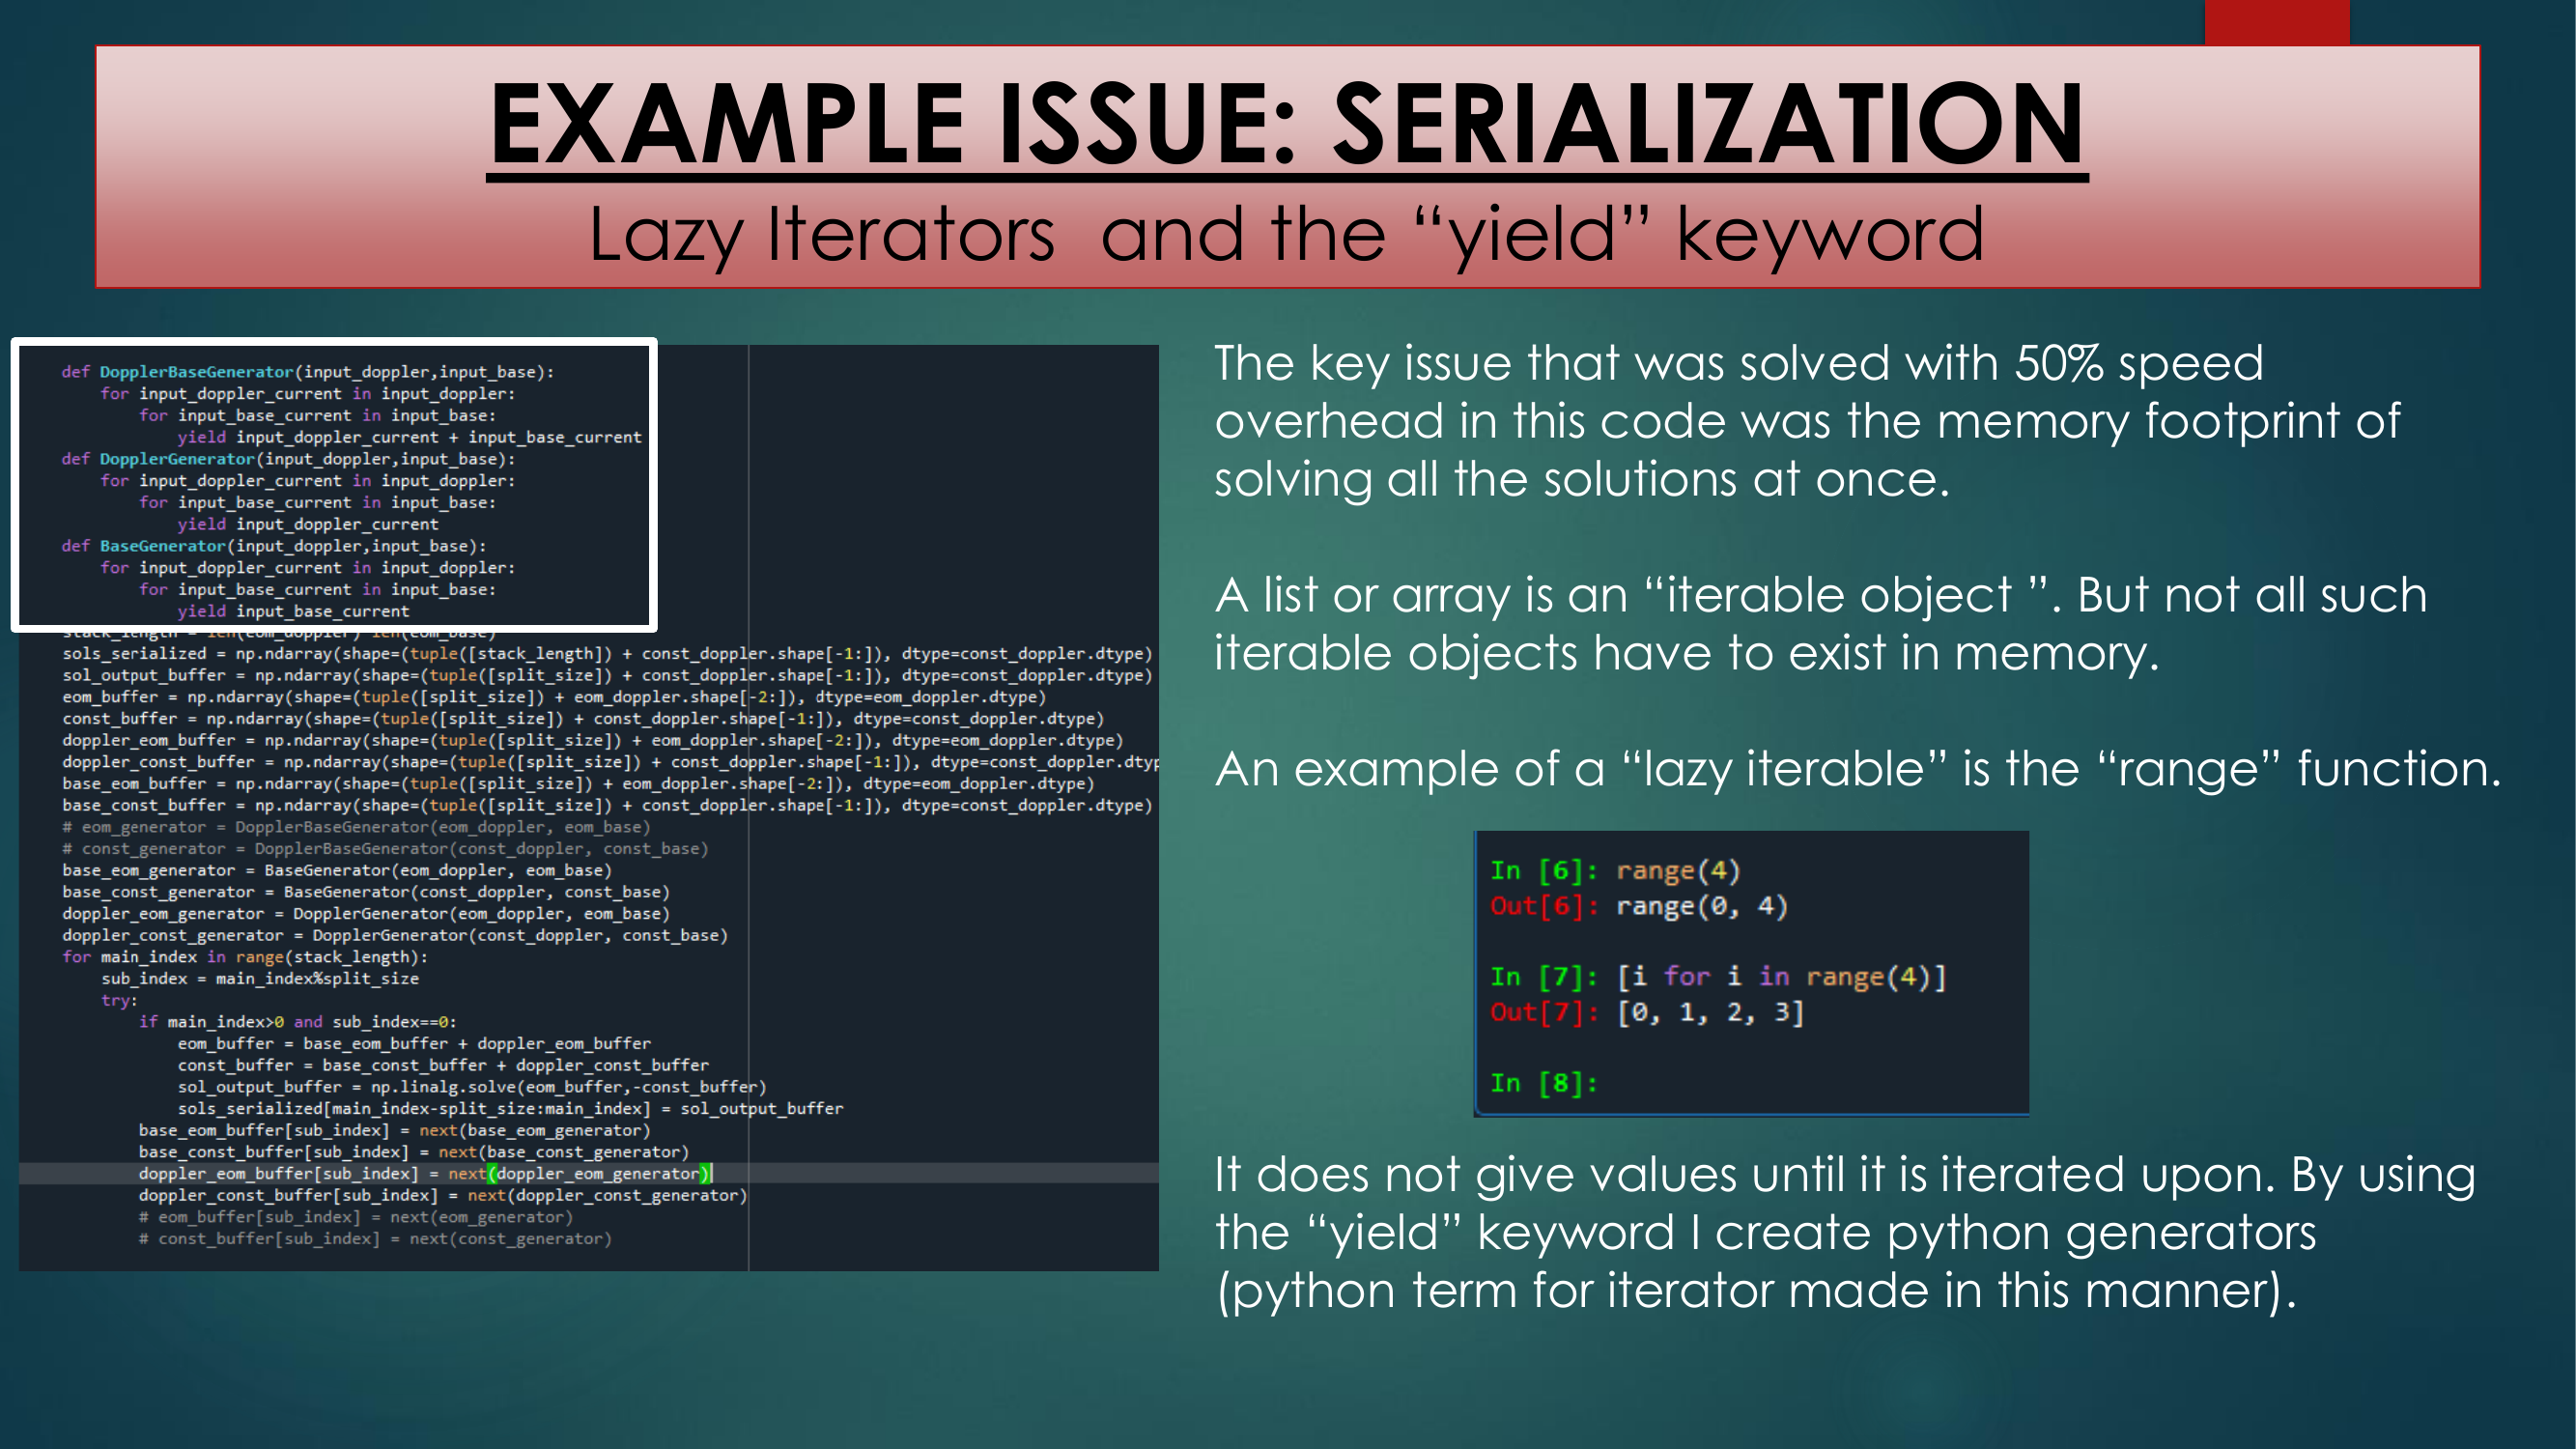 EXAMPLE ISSUE: SERIALIZATION
Lazy Iterators  and the “yield” keyword
def DopplerBaseGenerator(input_doppler,input_base):
    for input_doppler_current in input_doppler:
        for input_base_current in input_base:
            yield input_doppler_current + input_base_current
def DopplerGenerator(input_doppler,input_base):
    for input_doppler_current in input_doppler:
        for input_base_current in input_base:
            yield input_doppler_current
def BaseGenerator(input_doppler,input_base):
    for input_doppler_current in input_doppler:
        for input_base_current in input_base:
            yield input_base_current
stack_length = len(eom_doppler) len(eom_base)
sols_serialized = np.ndarray(shape=(tuple([stack_length]) + const_doppler.shape[-1:]), dtype=const_doppler.dtype)
sol_output_buffer = np.ndarray(shape=(tuple([split_size]) + const_doppler.shape[-1:]), dtype=const_doppler.dtype)
eom_buffer = np.ndarray(shape=(tuple([split_size]) + eom_doppler.shape[-2:]), dtype=eom_doppler.dtype)
const_buffer = np.ndarray(shape=(tuple([split_size]) + const_doppler.shape[-1:]), dtype=const_doppler.dtype)
doppler_eom_buffer = np.ndarray(shape=(tuple([split_size]) + eom_doppler.shape[-2:]), dtype=eom_doppler.dtype)
doppler_const_buffer = np.ndarray(shape=(tuple([split_size]) + const_doppler.shape[-1:]), dtype=const_doppler.dtyp
base_eom_buffer = np.ndarray(shape=(tuple([split_size]) + eom_doppler.shape[-2:]), dtype=eom_doppler.dtype)
base_const_buffer = np.ndarray(shape=(tuple([split_size]) + const_doppler.shape[-1:]), dtype=const_doppler.dtype)
# eom_generator = DopplerBaseGenerator(eom_doppler, eom_base)
# const_generator = DopplerBaseGenerator(const_doppler, const_base)
base_eom_generator = BaseGenerator(eom_doppler, eom_base)
base_const_generator = BaseGenerator(const_doppler, const_base)
doppler_eom_generator = DopplerGenerator(eom_doppler, eom_base)
doppler_const_generator = DopplerGenerator(const_doppler, const_base)
for main_index in range(stack_length):
    sub_index = main_index%split_size
    try:
        if main_index>0 and sub_index==0:
            eom_buffer = base_eom_buffer + doppler_eom_buffer
            const_buffer = base_const_buffer + doppler_const_buffer
            sol_output_buffer = np.linalg.solve(eom_buffer,-const_buffer)
            sols_serialized[main_index-split_size:main_index] = sol_output_buffer
        base_eom_buffer[sub_index] = next(base_eom_generator)
        base_const_buffer[sub_index] = next(base_const_generator)
        doppler_eom_buffer[sub_index] = next(doppler_eom_generator)
        doppler_const_buffer[sub_index] = next(doppler_const_generator)
        # eom_buffer[sub_index] = next(eom_generator)
        # const_buffer[sub_index] = next(const_generator)
The key issue that was solved with 50% speed
overhead in this code was the memory footprint of
solving all the solutions at once.
A list or array is an “iterable object ”. But not all such
iterable objects have to exist in memory.
An example of a “lazy iterable” is the “range” function.
In [6]: range(4)
Out[6]: range(0, 4)
In [7]: [i for i in range(4)]
Out[7]: [0, 1, 2, 3]
In [8]:
It does not give values until it is iterated upon. By using
the “yield” keyword I create python generators
(python term for iterator made in this manner).